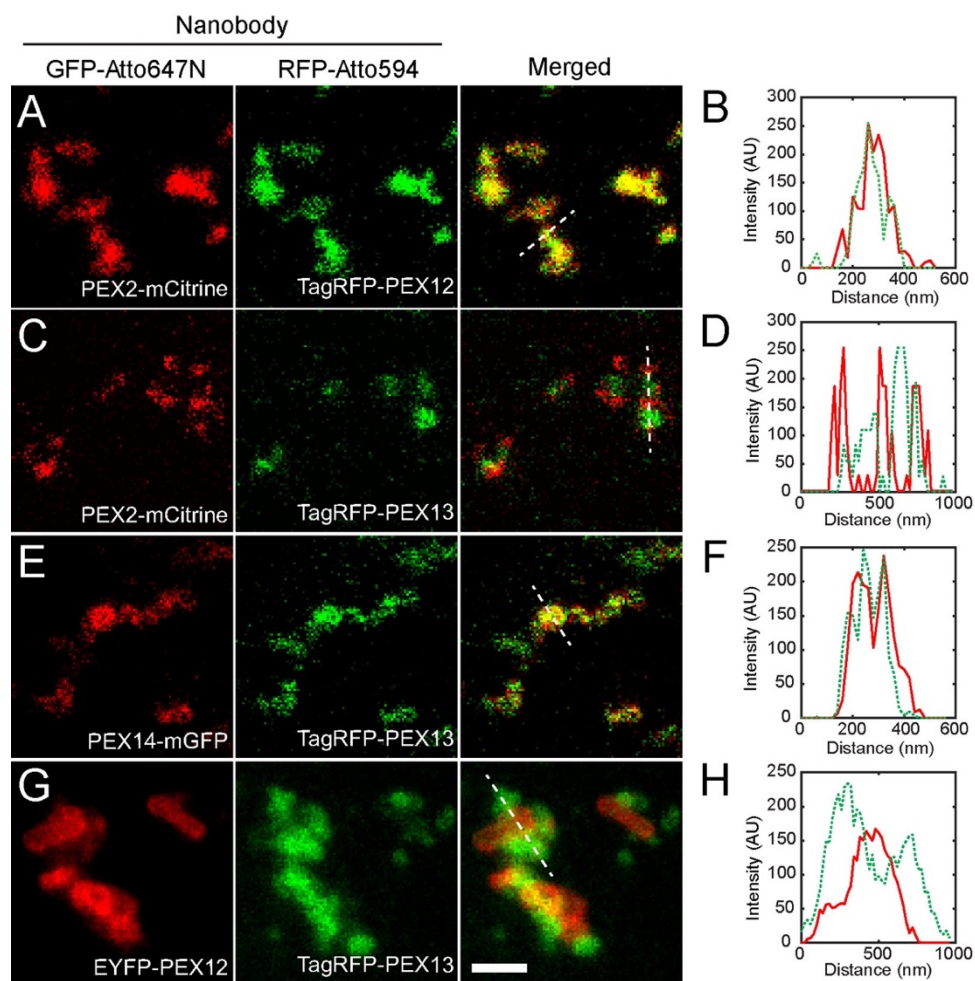 Nanobody
GFP-Atto647N RFP-Atto594 Merged
A
PEX2-mCitrine
TagRFP-PEX12
B
Intensity (AU)
300
250
200
150
100
50
0
200 400 600
Distance (nm)
C
PEX2-mCitrine
TagRFP-PEX13
D
Intensity (AU)
300
250
200
150
100
50
0
0 500 1000
Distance (nm)
E
PEX14-mGFP
TagRFP-PEX13
F
Intensity (AU)
250
200
150
100
50
0
200 400 600
Distance (nm)
G
EYFP-PEX12
TagRFP-PEX13
H
Intensity (AU)
250
200
150
100
50
0
0 500 1000
Distance (nm)